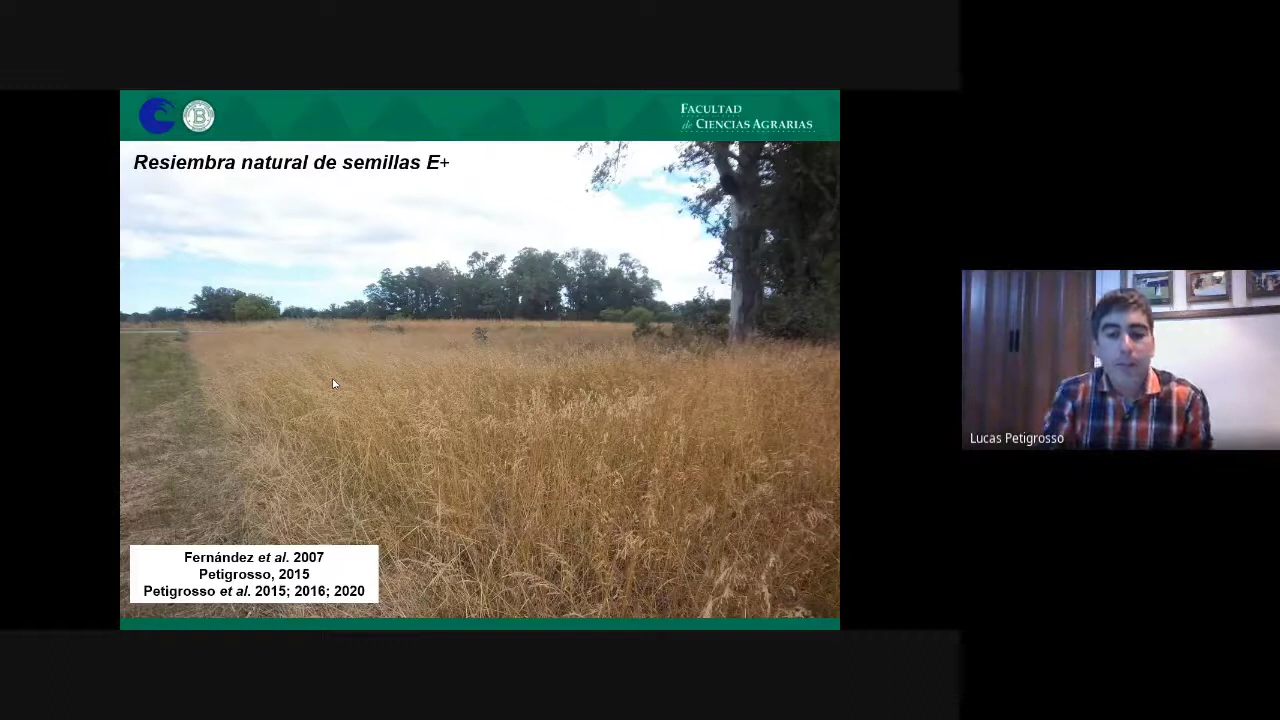 FACULTAD
de CIENCIAS AGRARIAS
B
Resiembra natural de semillas E+
Lucas Petigrosso
Fernández et al. 2007
Petigrosso, 2015
Petigrosso et al. 2015; 2016; 2020